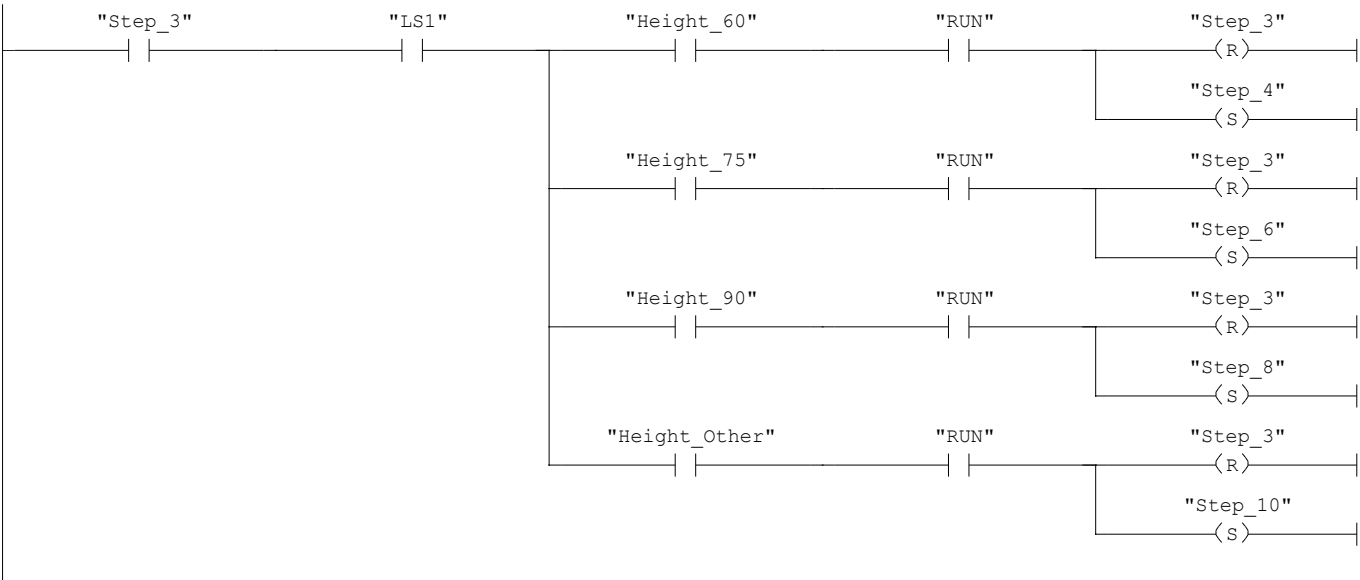 "Step_3" "LS1" "Height_60" "RUN" "Step_3"
(R)
"Step_4"
(S)
"Height_75" "RUN" "Step_3"
(R)
"Step_6"
(S)
"Height_90" "RUN" "Step_3"
(R)
"Step_8"
(S)
"Height_Other" "RUN" "Step_3"
(R)
"Step_10"
(S)